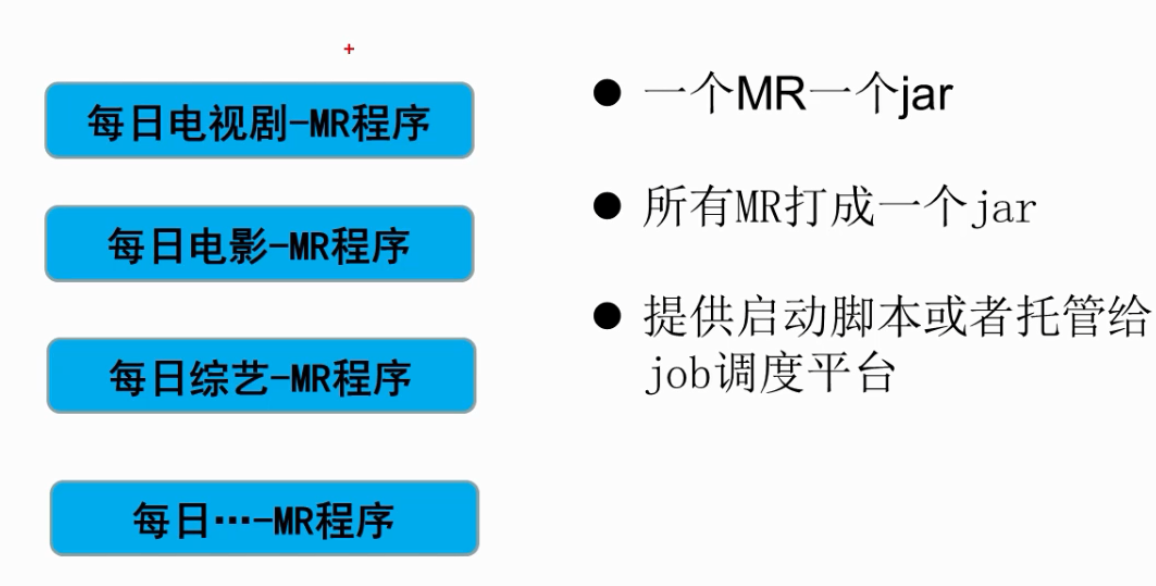 每日电视剧-MR程序
每日电影-MR程序
每日综艺-MR程序
每日…-MR程序
● 一个MR一个jar
● 所有MR打成一个jar
● 提供启动脚本或者托管给
job调度平台